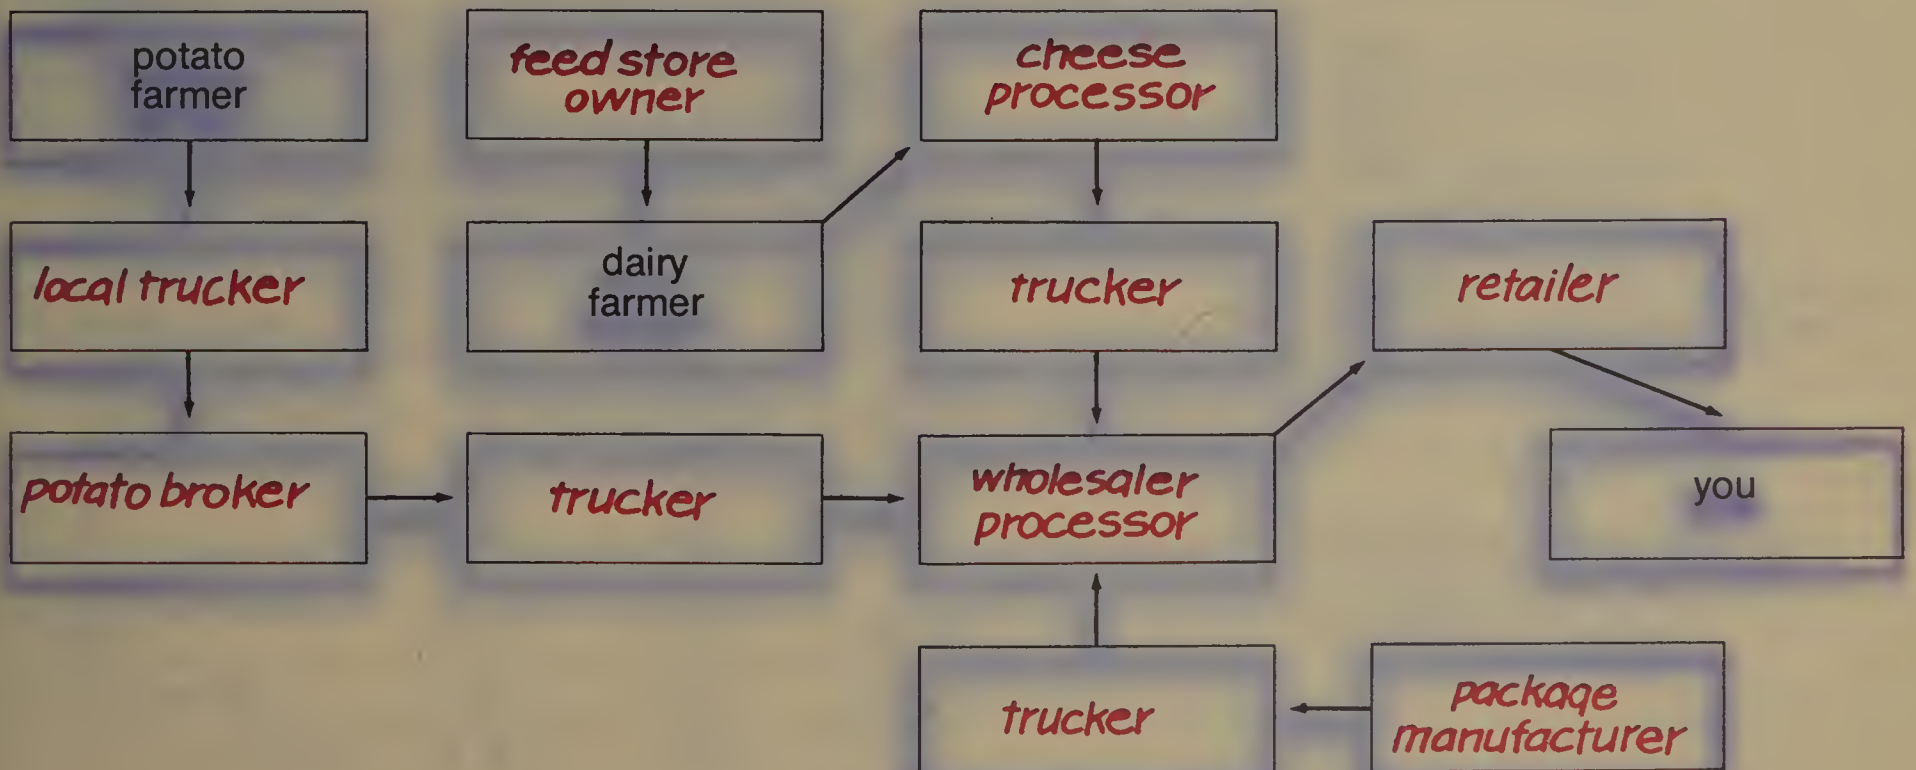 potato
farmer
feed store
owner
cheese
processor
local trucker
dairy
farmer
trucker
retailer
potato broker
trucker
wholesaler
processor
you
trucker
package
manufacturer